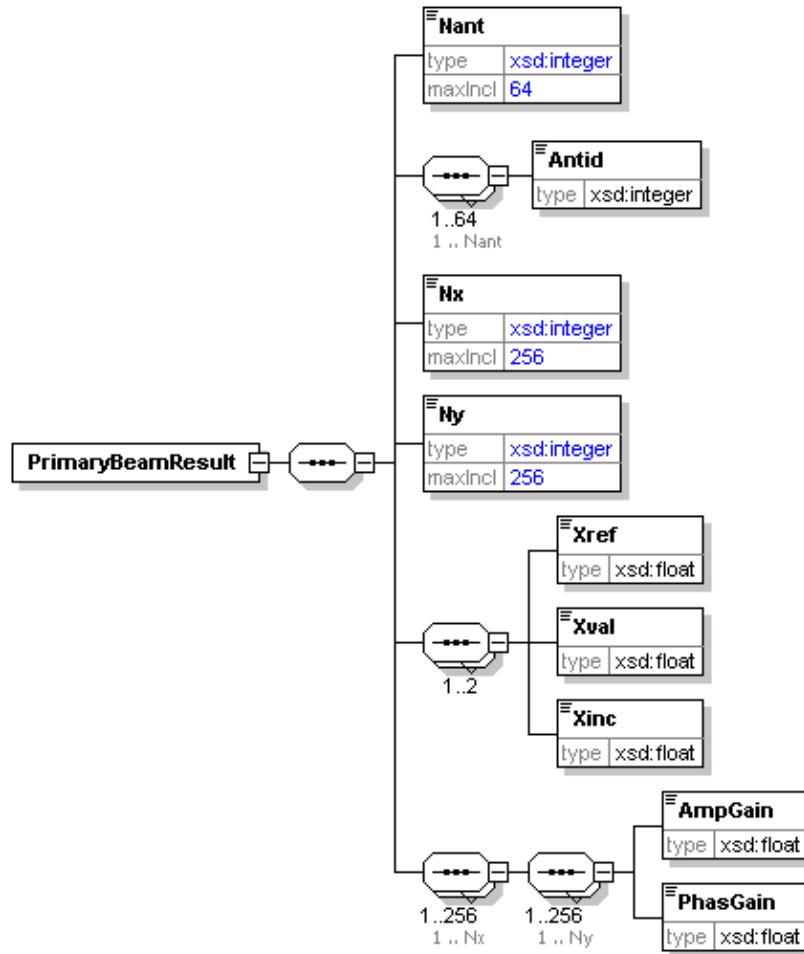 Nant
type xsd:integer
maxIncl 64
Antid
type xsd:integer
1..64
1 .. Nant
Nx
type xsd:integer
maxIncl 256
Ny
type xsd:integer
maxIncl 256
PrimaryBeamResult
Xref
type xsd:float
Xval
type xsd:float
1..2
Xinc
type xsd:float
AmpGain
type xsd:float
1..256
1 .. Nx
1..256
1 .. Ny
PhasGain
type xsd:float